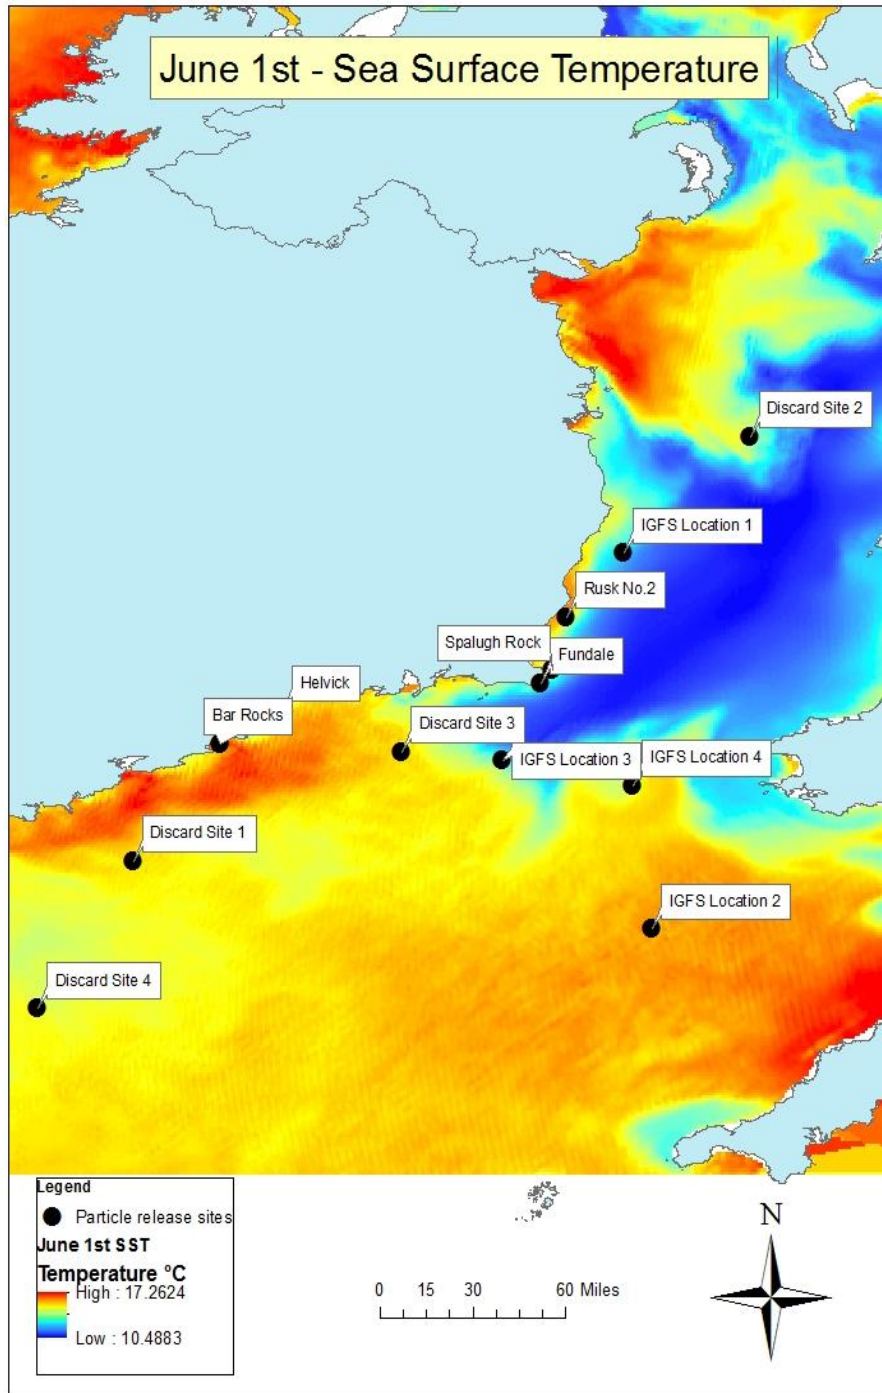 June 1st - Sea Surface Temperature
Discard Site 2
IGFS Location 1
Rusk No.2
Spalugh Rock
Fundale
Helvick
Bar Rocks
Discard Site 3
IGFS Location 3
IGFS Location 4
Discard Site 1
IGFS Location 2
Discard Site 4
Legend
Particle release sites
June 1st SST
Temperature °C
High : 17.2624
Low : 10.4883
0 15 30 60 Miles
N